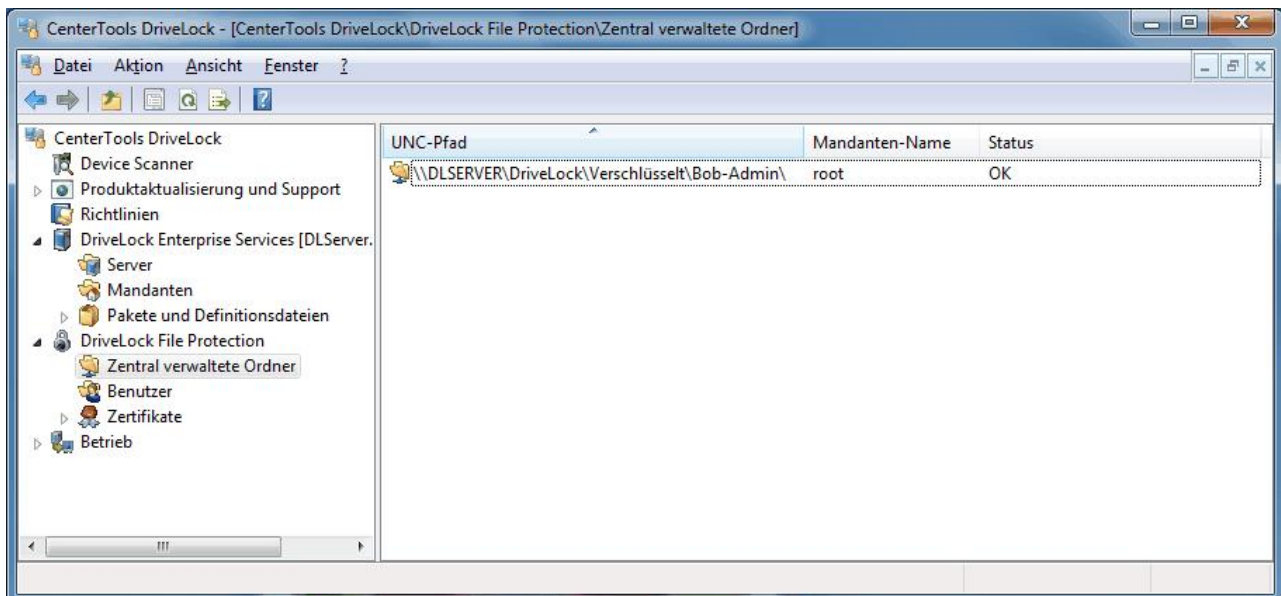 CenterTools DriveLock - [CenterTools DriveLock\DriveLock File Protection\Zentral verwaltete Ordner]
Datei Aktion Ansicht Fenster ?
CenterTools DriveLock
Device Scanner
Produktaktualisierung und Support
Richtlinien
DriveLock Enterprise Services [DLServer.
Server
Mandanten
Pakete und Definitionsdateien
DriveLock File Protection
Zentral verwaltete Ordner
Benutzer
Zertifikate
Betrieb
UNC-Pfad Mandanten-Name Status
\\DLSERVER\DriveLock\Verschlüsselt\Bob-Admin\ root OK